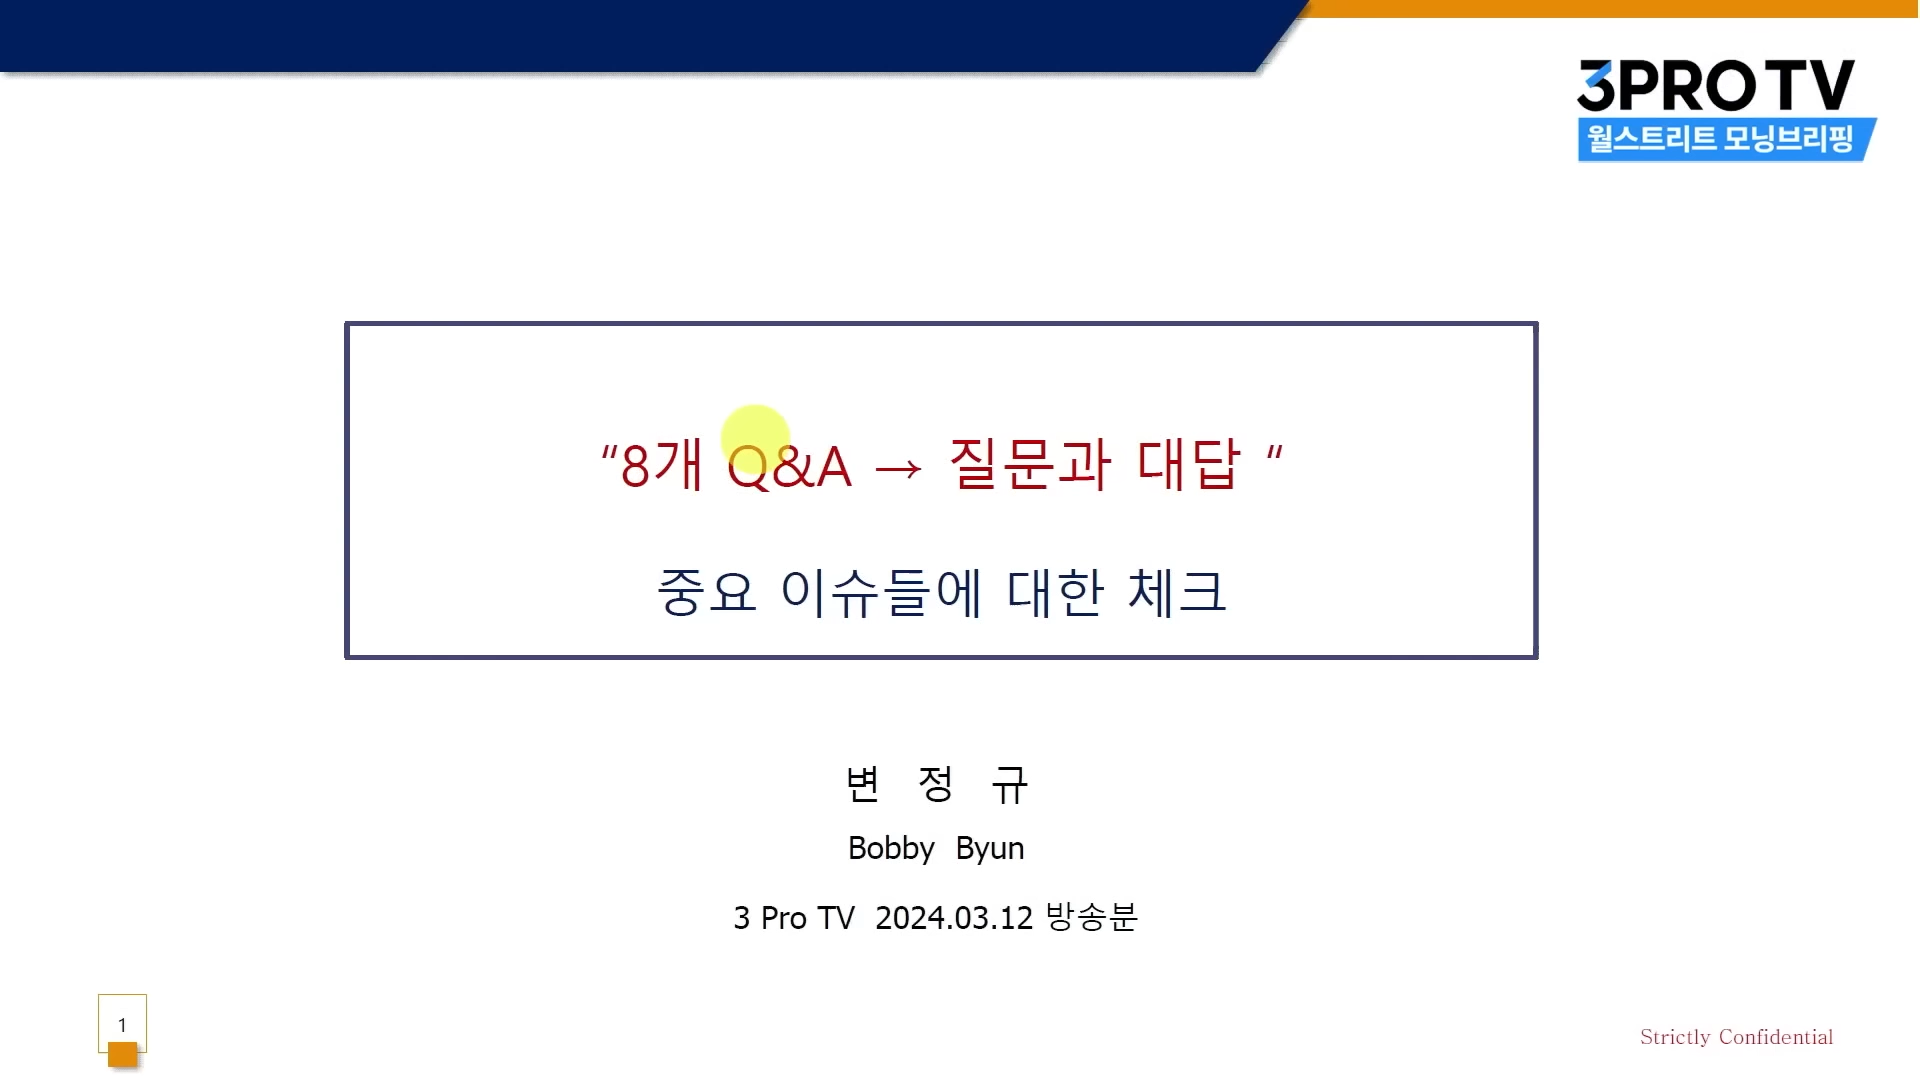 3PRO TV
월스트리트 모닝브리핑
“8개 Q&A → 질문과 대답 “
중요 이슈들에 대한 체크
변 정 규
Bobby Byun
3 Pro TV 2024.03.12 방송분
1
Strictly Confidential